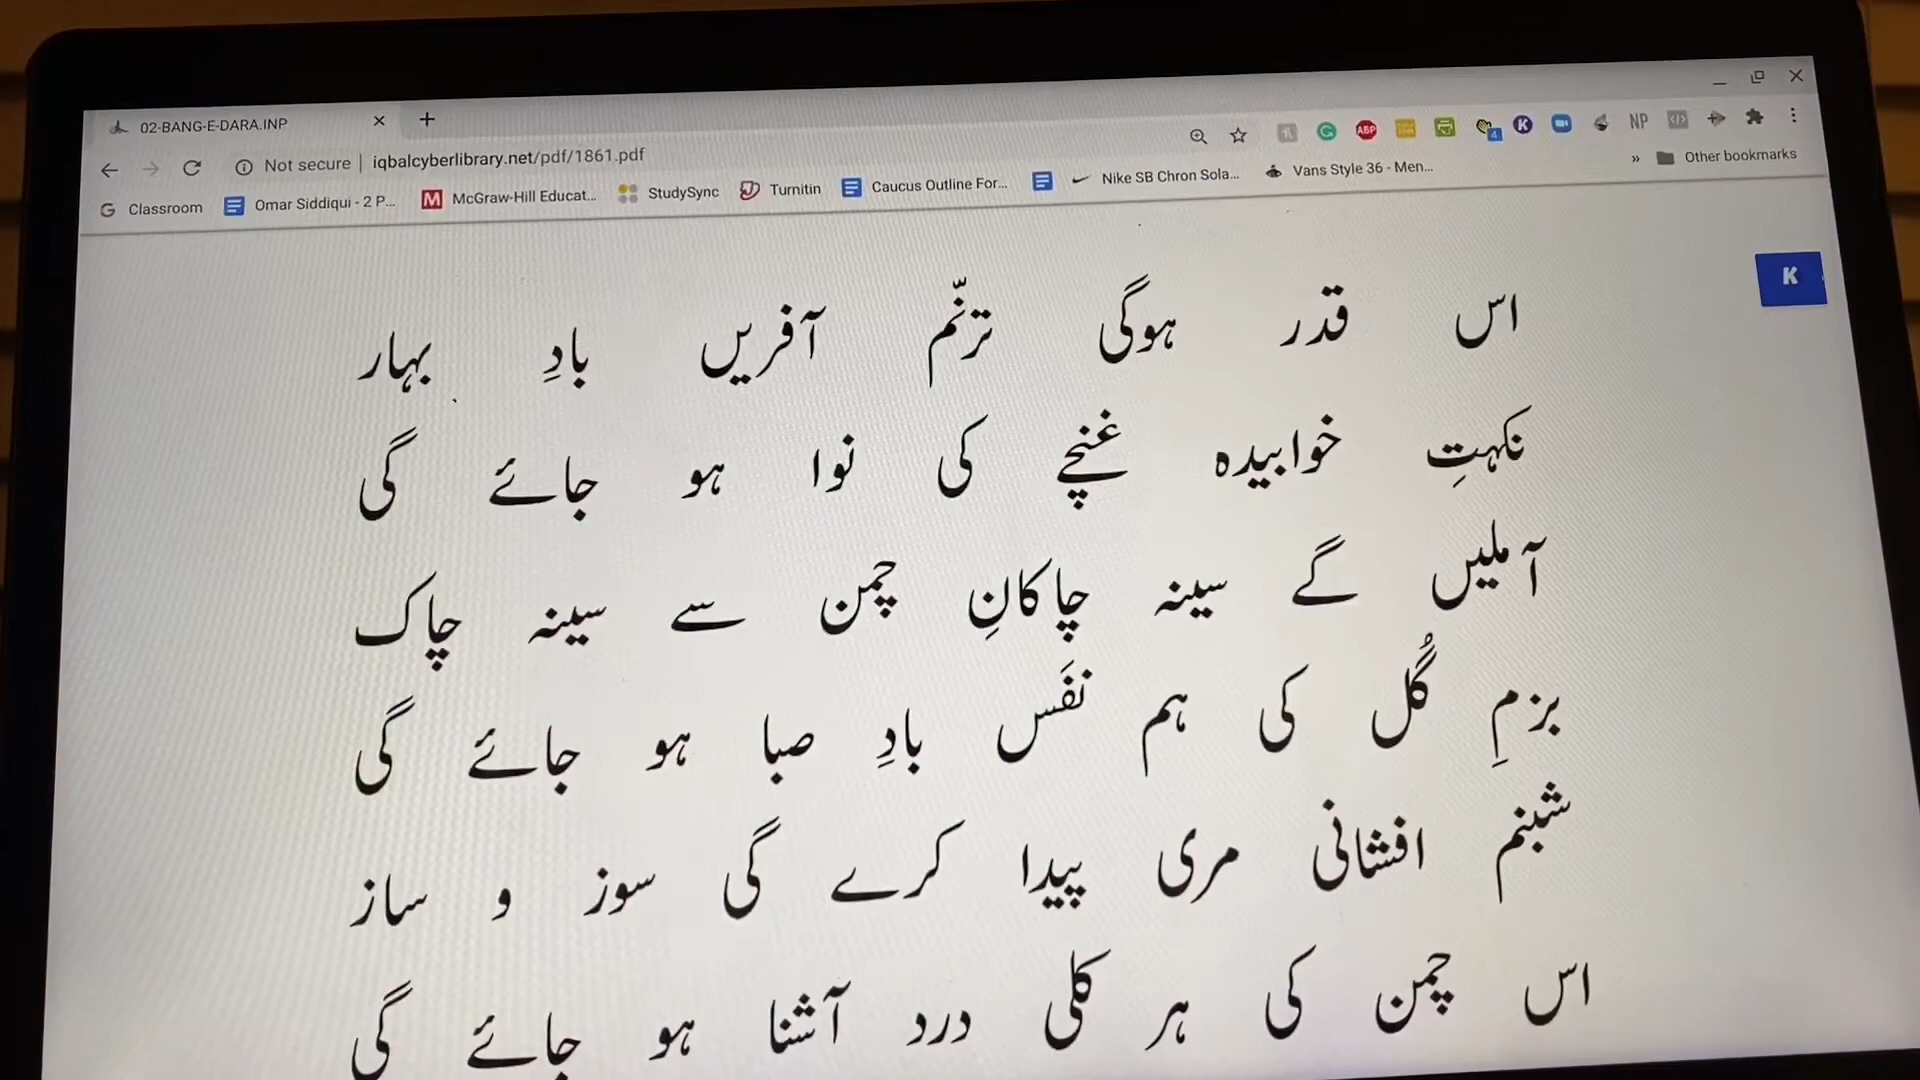 02-BANG-E-DARA.INP
Not secure | iqbalcyberlibrary.net/pdf/1861.pdf
ABP
4
K
NP
Classroom
Omar Siddiqui - 2 P...
McGraw-Hill Educat...
StudySync
Turnitin
Caucus Outline For...
Nike SB Chron Sola...
Vans Style 36 - Men...
» Other bookmarks
K
اس قدر ہوگی ترنّم آفریں بادِ بہار
نکہتِ خوابیدہ غنچے کی نوا ہو جائے گی
آملیں گے سینہ چاکانِ چمن سے سینہ چاک
بزمِ گُل کی ہم نفَس بادِ صبا ہو جائے گی
شبنم افشانی مری پیدا کرے گی سوز و ساز
اس چمن کی ہر کلی درد آشنا ہو جائے گی